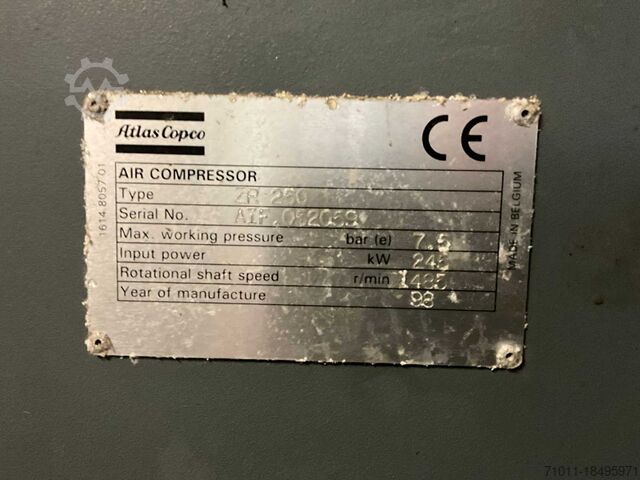 Atlas Copco
CE
AIR COMPRESSOR
Type
Serial No.
Max. working pressure bar (e) 7.5
Input power kW
Rotational shaft speed r/min 1485
Year of manufacture 98
1614 8057 01
MADE IN BELGIUM
71011-18495971